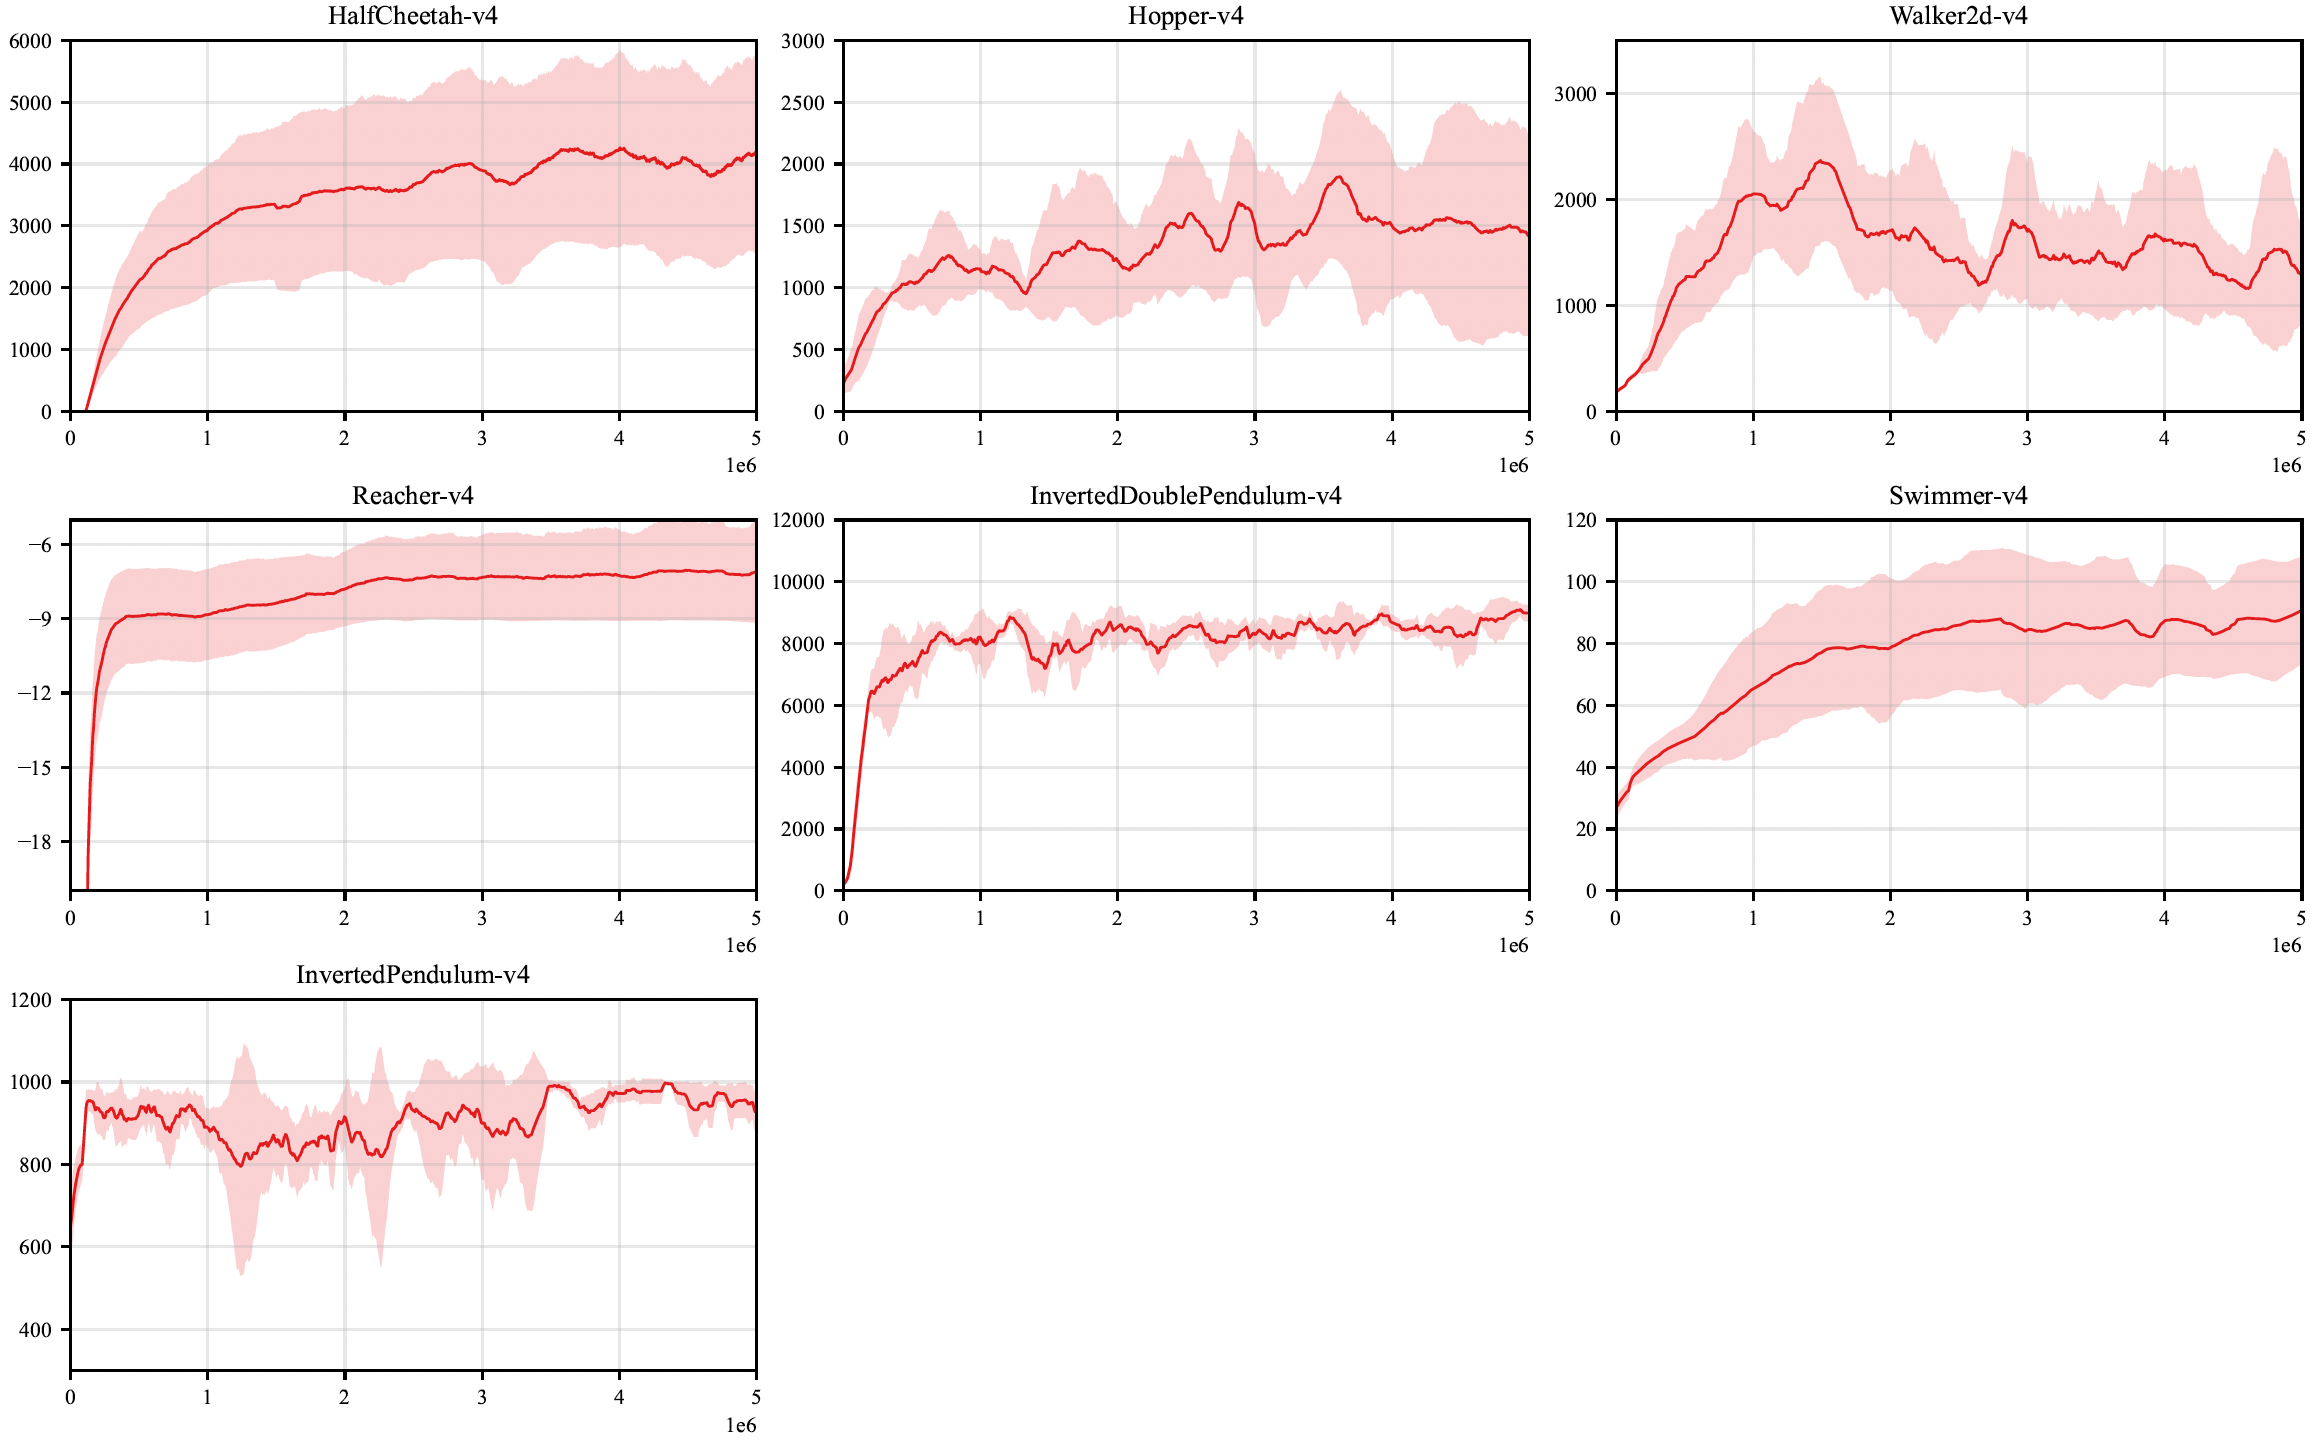 HalfCheetah-v4
6000
5000
4000
3000
2000
1000
0
0 1 2 3 4 5
1e6
Hopper-v4
3000
2500
2000
1500
1000
500
0
0 1 2 3 4 5
1e6
Walker2d-v4
3000
2000
1000
0
0 1 2 3 4 5
1e6
Reacher-v4
−6
−9
−12
−15
−18
0 1 2 3 4 5
1e6
InvertedDoublePendulum-v4
12000
10000
8000
6000
4000
2000
0
0 1 2 3 4 5
1e6
Swimmer-v4
120
100
80
60
40
20
0
0 1 2 3 4 5
1e6
InvertedPendulum-v4
1200
1000
800
600
400
0 1 2 3 4 5
1e6